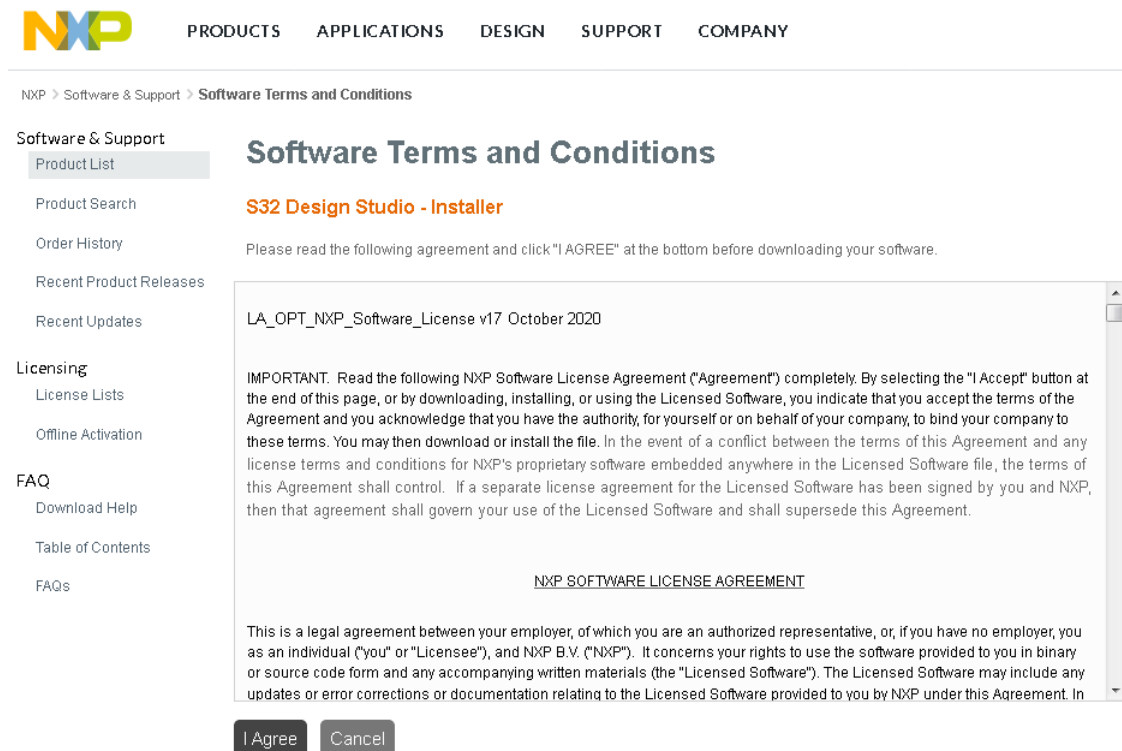 NXP
PRODUCTS APPLICATIONS DESIGN SUPPORT COMPANY
NXP > Software & Support > Software Terms and Conditions
Software & Support
Product List
Product Search
Order History
Recent Product Releases
Recent Updates
Licensing
License Lists
Offline Activation
FAQ
Download Help
Table of Contents
FAQs
Software Terms and Conditions
S32 Design Studio - Installer
Please read the following agreement and click "I AGREE" at the bottom before downloading your software.
LA_OPT_NXP_Software_License v17 October 2020
IMPORTANT. Read the following NXP Software License Agreement ("Agreement") completely. By selecting the "I Accept" button at
the end of this page, or by downloading, installing, or using the Licensed Software, you indicate that you accept the terms of the
Agreement and you acknowledge that you have the authority, for yourself or on behalf of your company, to bind your company to
these terms. You may then download or install the file. In the event of a conflict between the terms of this Agreement and any
license terms and conditions for NXP's proprietary software embedded anywhere in the Licensed Software file, the terms of
this Agreement shall control. If a separate license agreement for the Licensed Software has been signed by you and NXP,
then that agreement shall govern your use of the Licensed Software and shall supersede this Agreement.
NXP SOFTWARE LICENSE AGREEMENT
This is a legal agreement between your employer, of which you are an authorized representative, or, if you have no employer, you
as an individual ("you" or "Licensee"), and NXP B.V. ("NXP"). It concerns your rights to use the software provided to you in binary
or source code form and any accompanying written materials (the "Licensed Software"). The Licensed Software may include any
updates or error corrections or documentation relating to the Licensed Software provided to you by NXP under this Agreement. In
I Agree Cancel